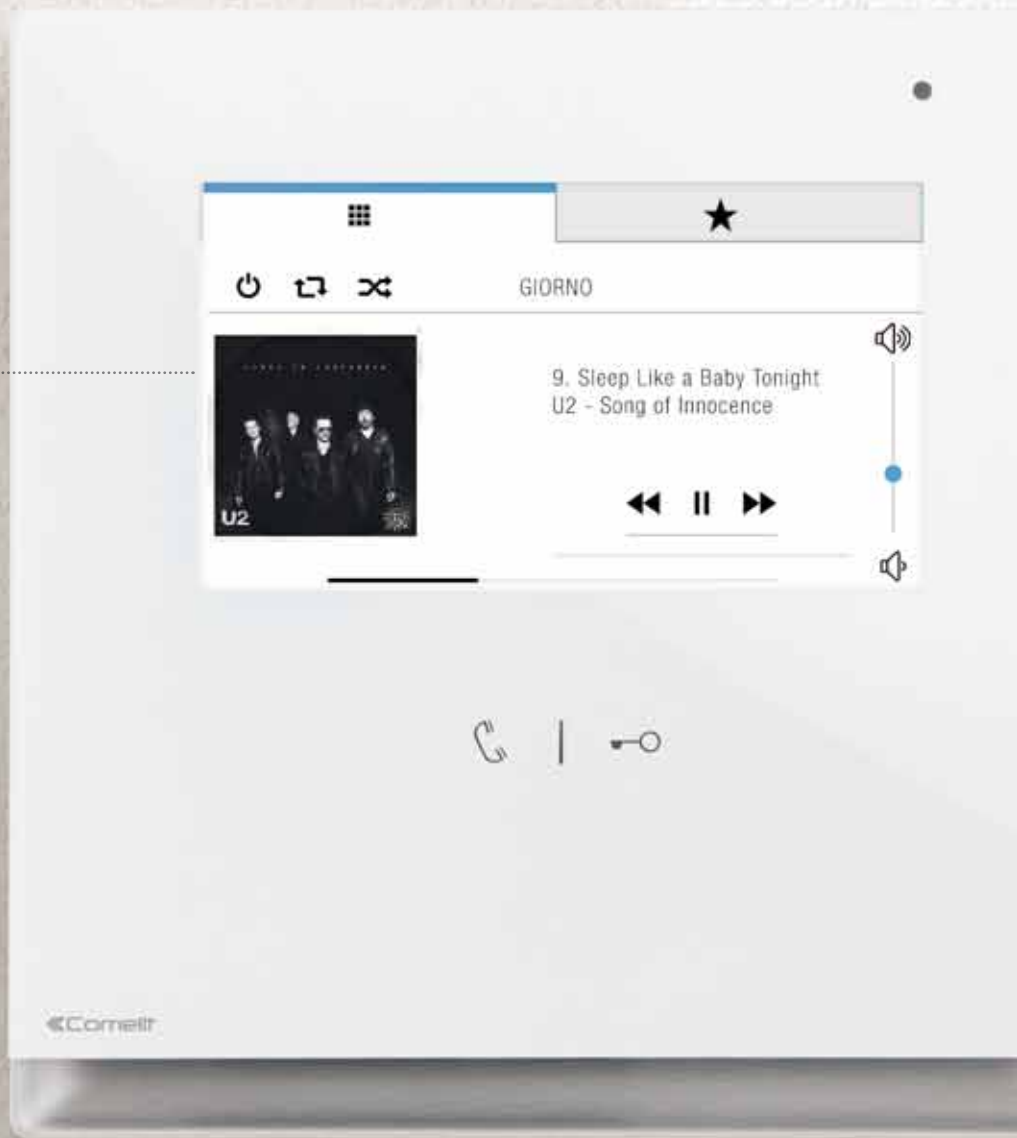 GIORNO
9. Sleep Like a Baby Tonight
U2 - Song of Innocence
U2
Comelit